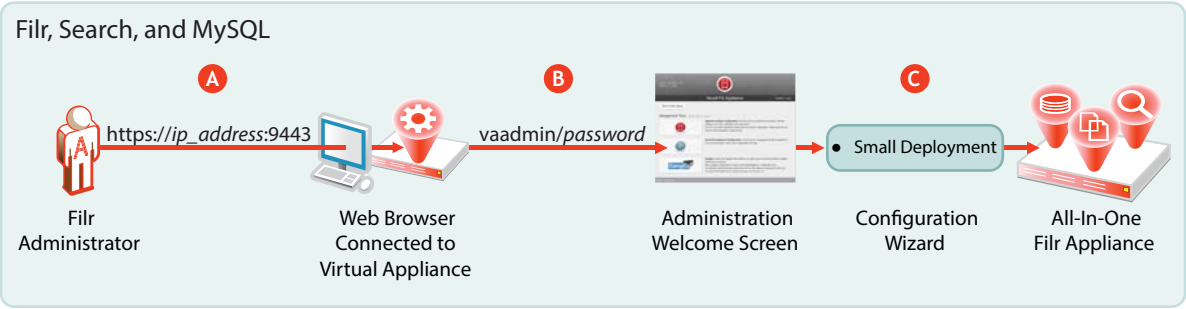 Filr, Search, and MySQL
A
B
C
A
https://ip_address:9443
vaadmin/password
• Small Deployment
Filr
Administrator
Web Browser
Connected to
Virtual Appliance
Administration
Welcome Screen
Configuration
Wizard
All-In-One
Filr Appliance